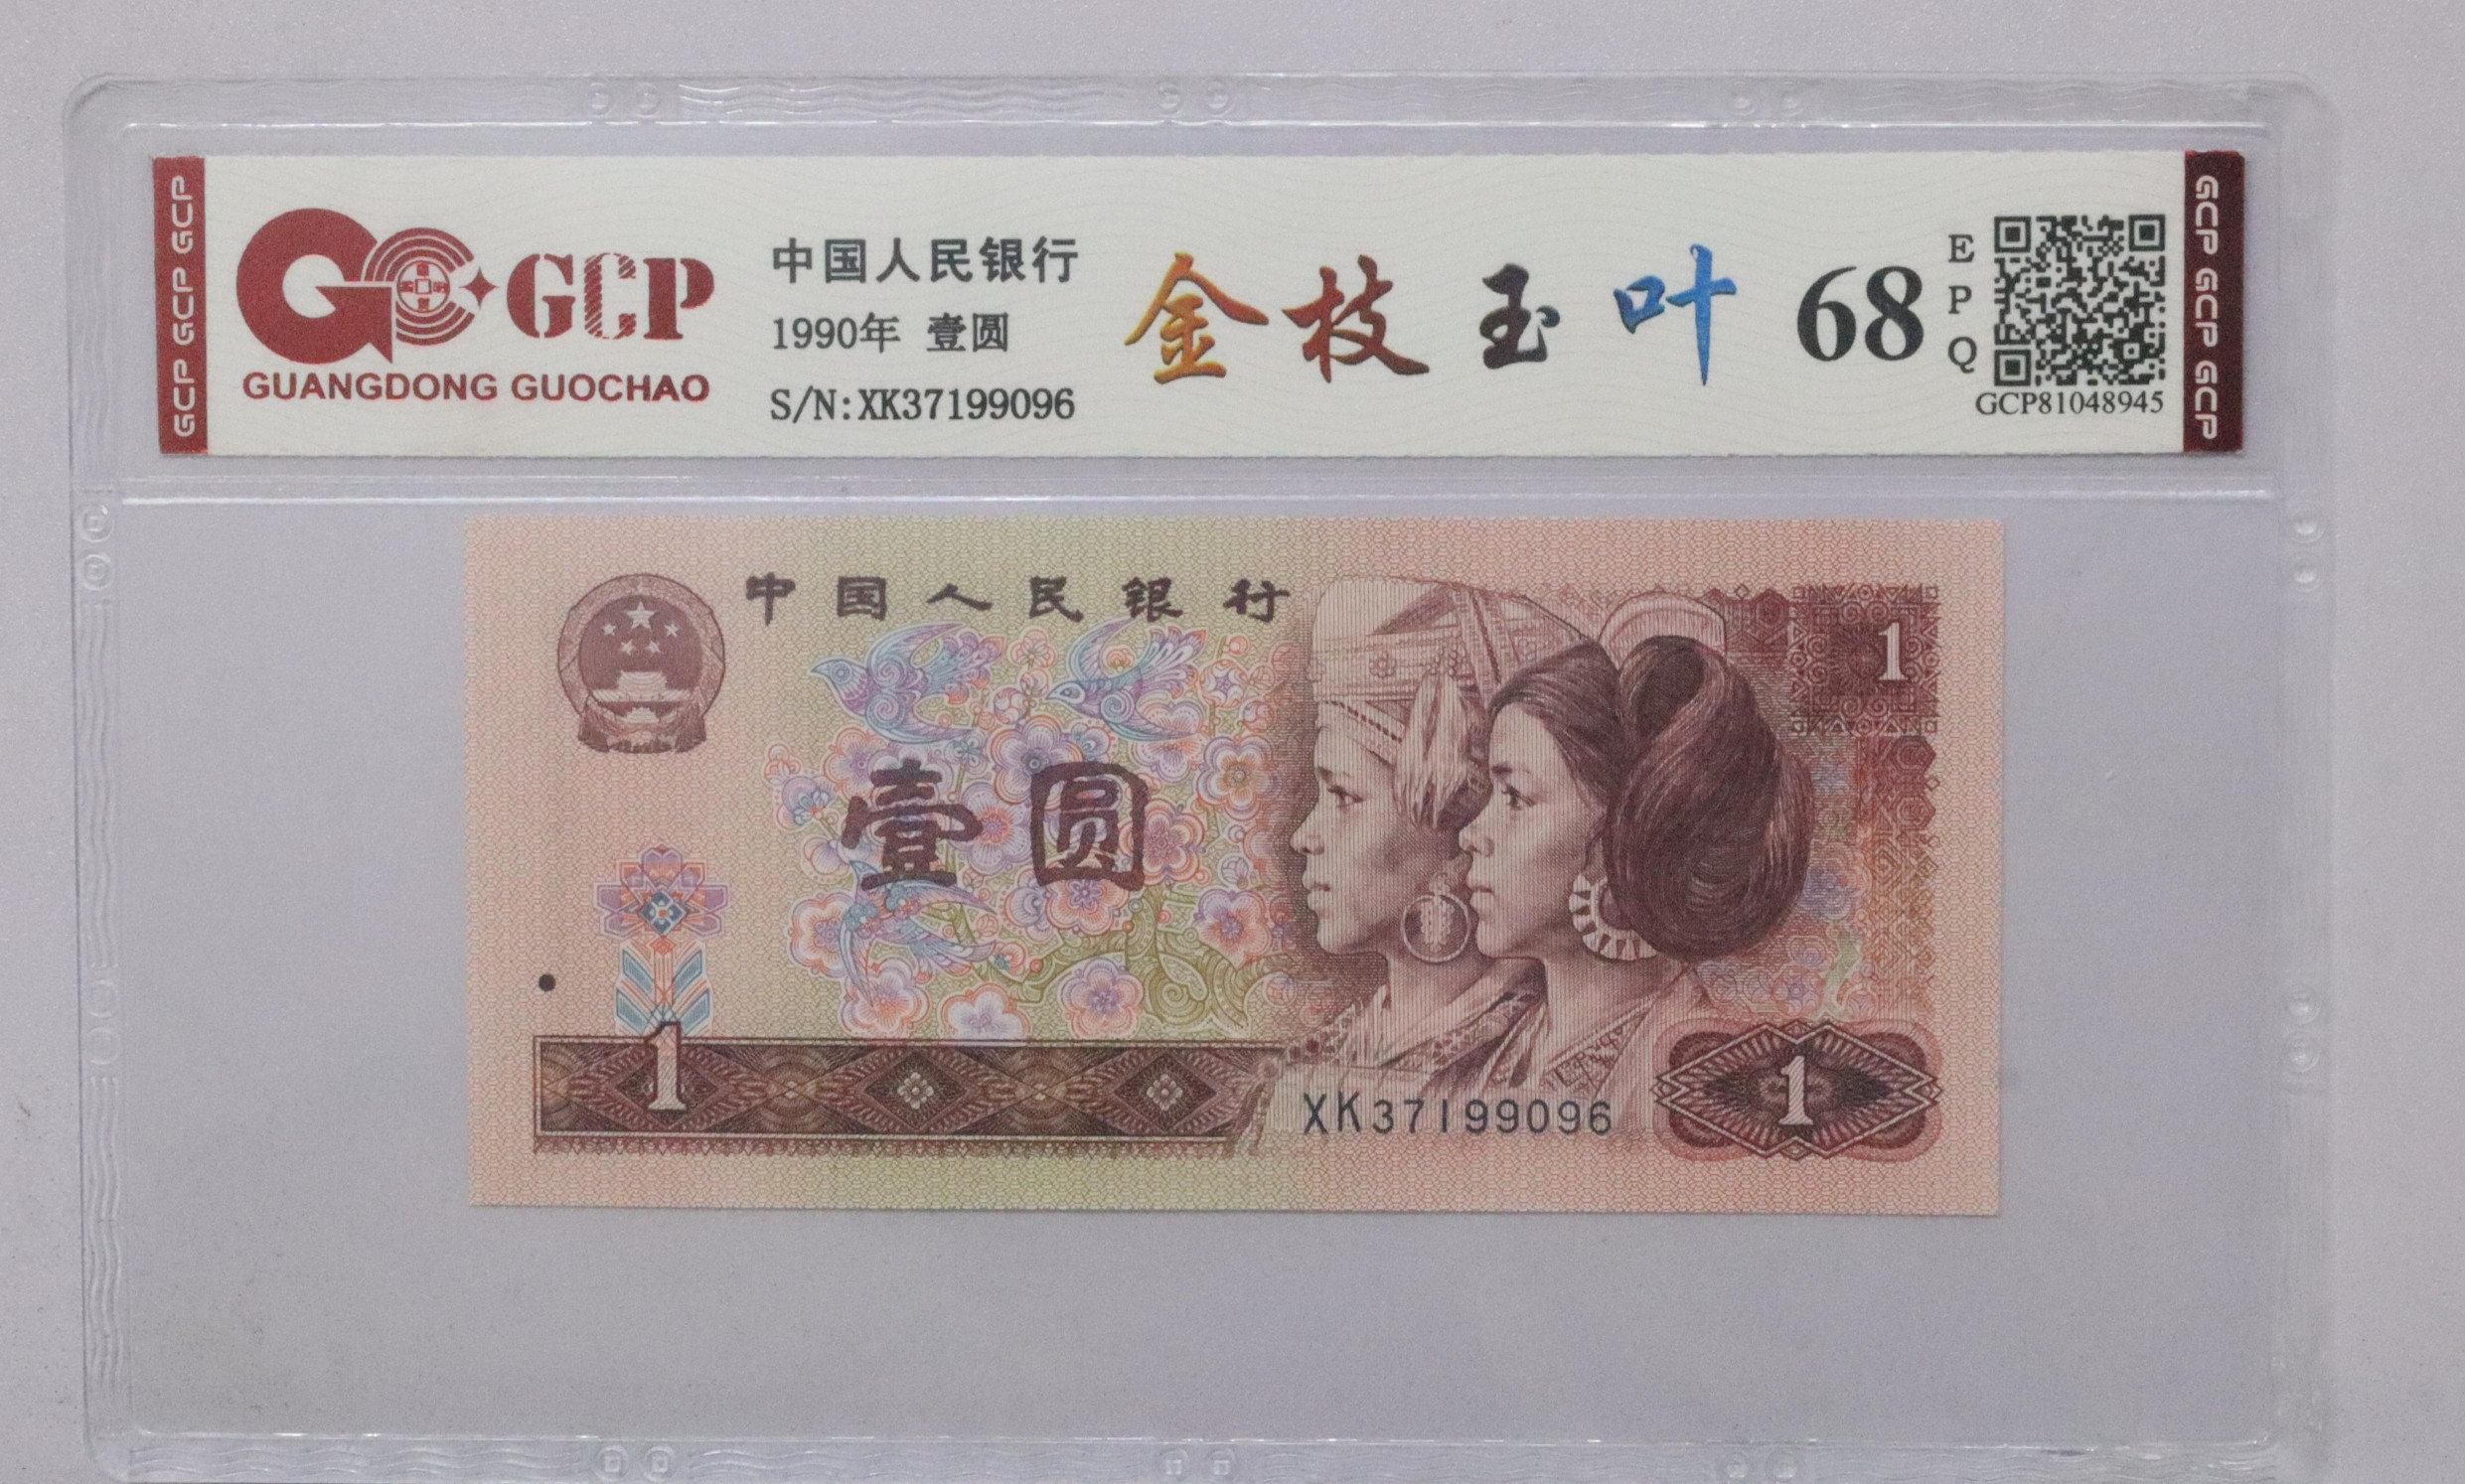 GCP GCP GCP
GCP
GUANGDONG GUOCHAO
中国人民银行
1990年 壹圆
S/N:XK37199096
金枝玉叶
68
EPQ
GCP81048945
GCP GCP GCP
中国人民银行
1
壹圆
1
XK37199096
1